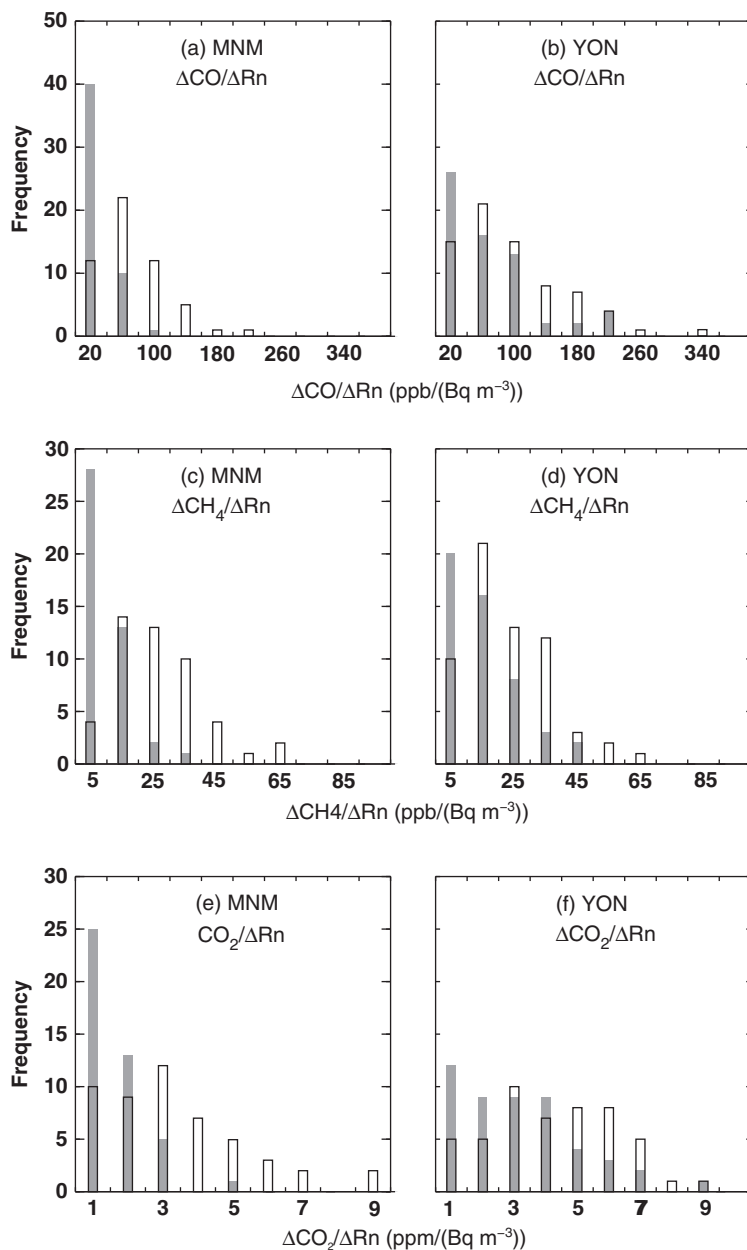 (a) MNM
ΔCO/ΔRn
(b) YON
ΔCO/ΔRn
Frequency
50
40
30
20
10
0
20 100 180 260 340
20 100 180 260 340
ΔCO/ΔRn (ppb/(Bq m⁻³))
(c) MNM
ΔCH₄/ΔRn
(d) YON
ΔCH₄/ΔRn
Frequency
30
25
20
15
10
5
0
5 25 45 65 85
5 25 45 65 85
ΔCH4/ΔRn (ppb/(Bq m⁻³))
(e) MNM
CO₂/ΔRn
(f) YON
ΔCO₂/ΔRn
Frequency
30
25
20
15
10
5
0
1 3 5 7 9
1 3 5 7 9
ΔCO₂/ΔRn (ppm/(Bq m⁻³))